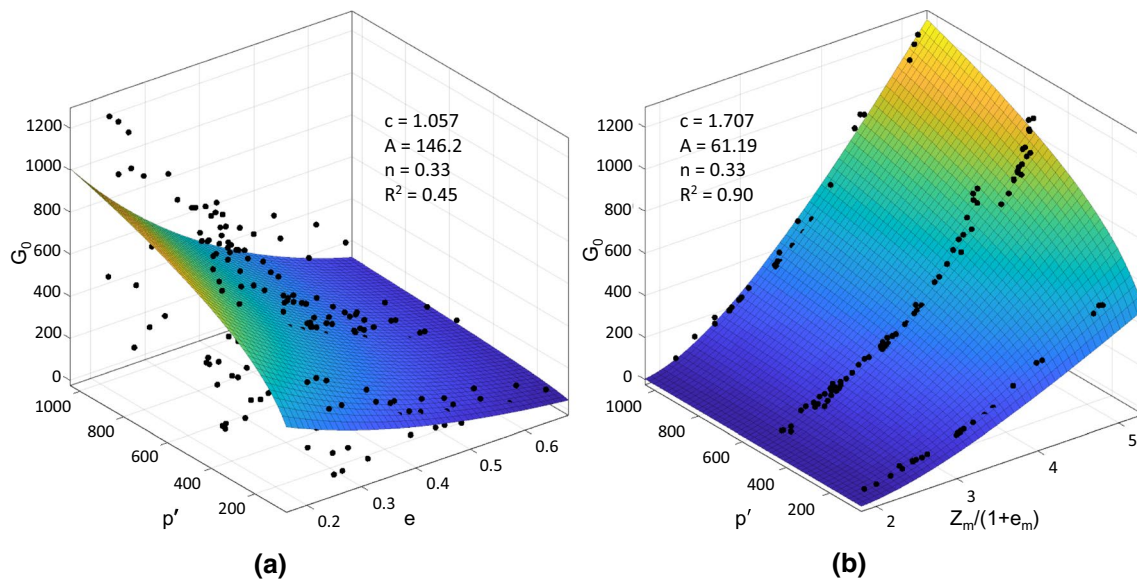 1200
1000
800
600
400
200
0
G0
1000
800
600
400
200
p′
0.2
0.3
0.4
0.5
0.6
e
c = 1.057
A = 146.2
n = 0.33
R² = 0.45
(a)
1200
1000
800
600
400
200
0
G0
1000
800
600
400
200
p′
2
3
4
5
Zm/(1+em)
c = 1.707
A = 61.19
n = 0.33
R² = 0.90
(b)